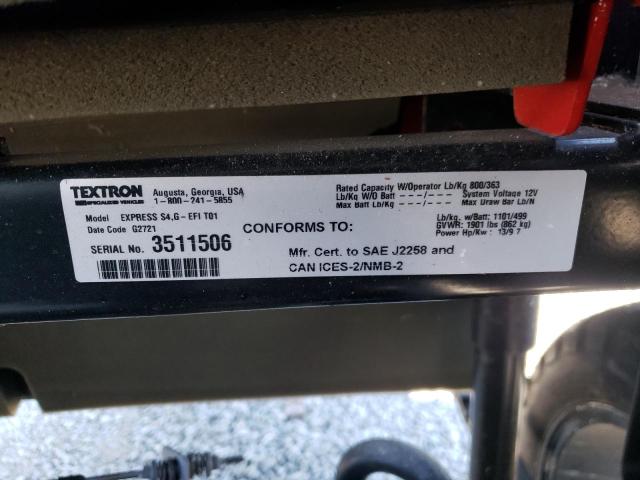 TEXTRON
SPECIALIZED VEHICLES
Augusta, Georgia, USA
1-800-241-5855
Model EXPRESS S4,G - EFI T01
Date Code G2721
SERIAL No. 3511506
CONFORMS TO:
Mfr. Cert. to SAE J2258 and
CAN ICES-2/NMB-2
Rated Capacity W/Operator Lb/Kg 800/363
Lb/Kg W/O Batt ---/--- System Voltage 12V
Max Batt Lb/Kg ---/--- Max Draw Bar Lb/N
Lb/kg. w/Batt: 1101/499
GVWR: 1901 lbs (862 kg)
Power Hp/Kw : 13/9 7